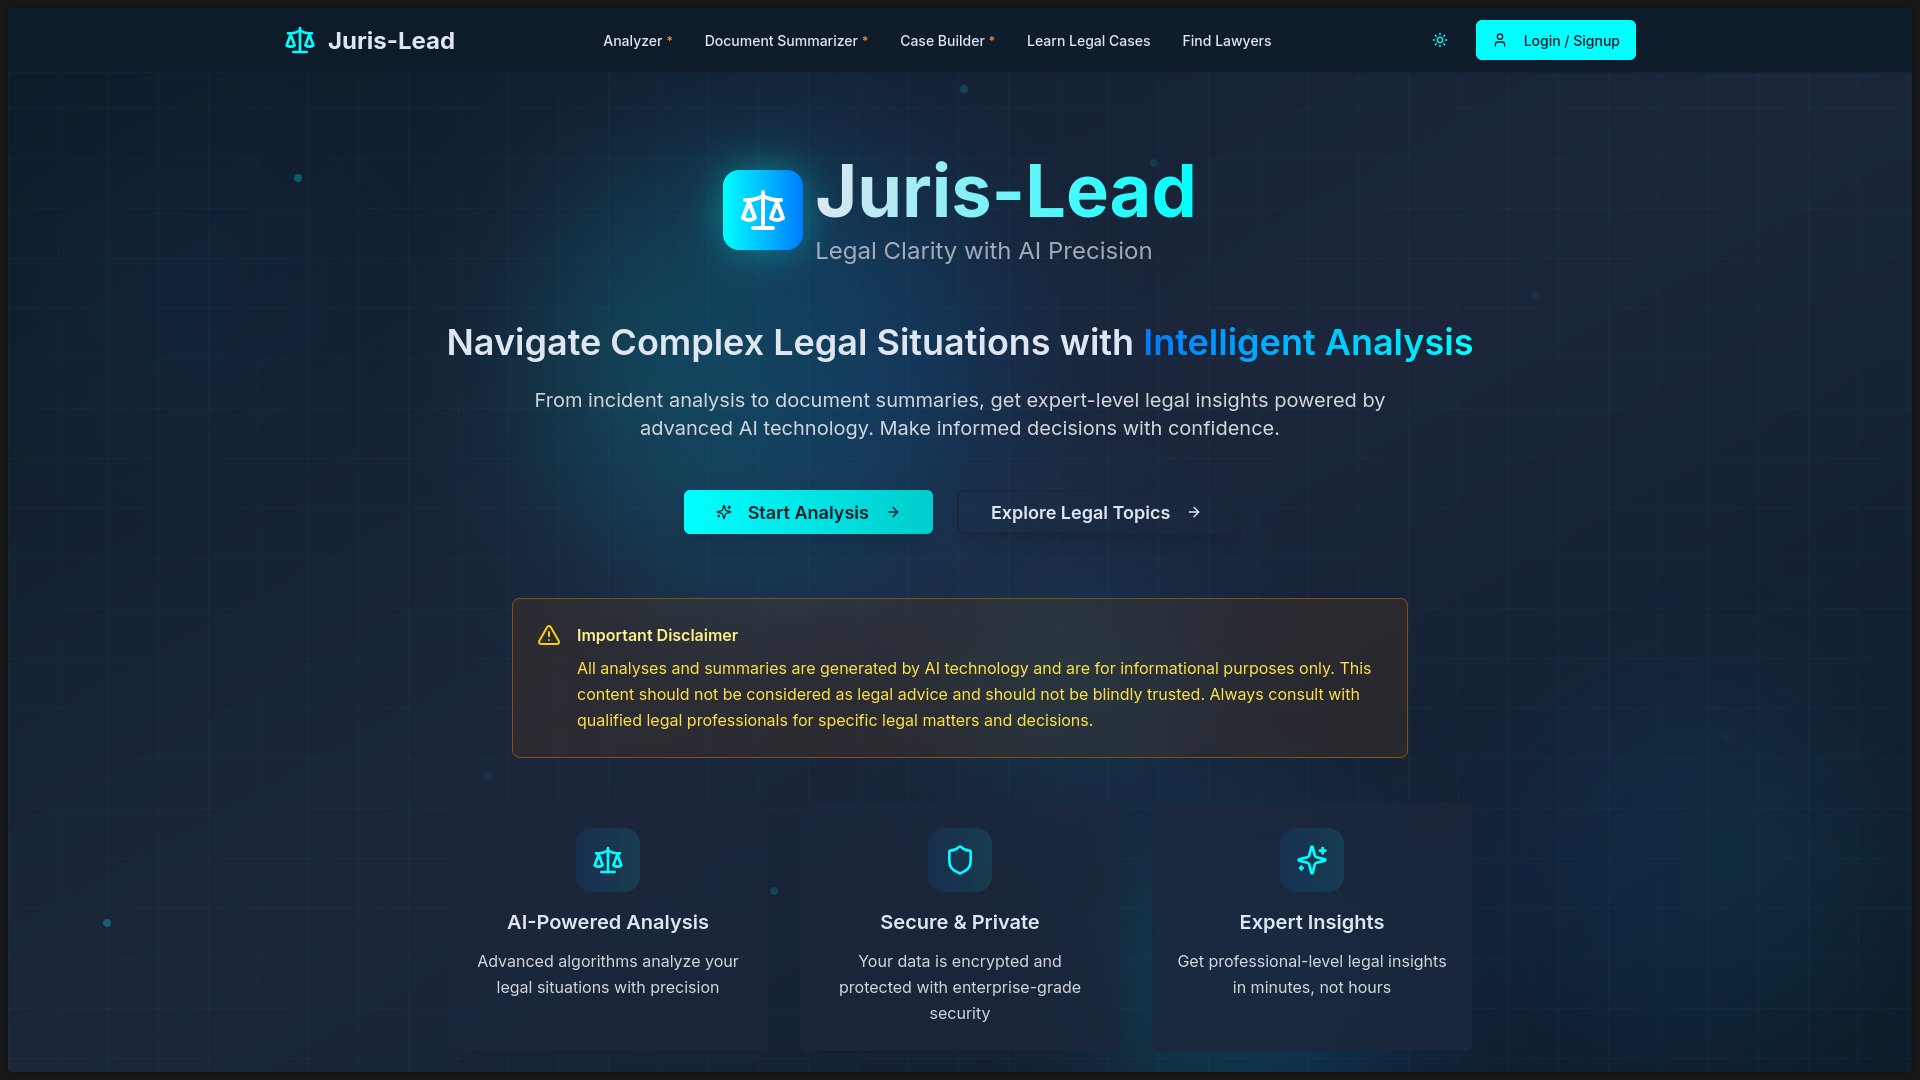 Juris-Lead
Analyzer *
Document Summarizer *
Case Builder *
Learn Legal Cases
Find Lawyers
Login / Signup
Juris-Lead
Legal Clarity with AI Precision
Navigate Complex Legal Situations with Intelligent Analysis
From incident analysis to document summaries, get expert-level legal insights powered by
advanced AI technology. Make informed decisions with confidence.
Start Analysis
Explore Legal Topics
Important Disclaimer
All analyses and summaries are generated by AI technology and are for informational purposes only. This
content should not be considered as legal advice and should not be blindly trusted. Always consult with
qualified legal professionals for specific legal matters and decisions.
AI-Powered Analysis
Advanced algorithms analyze your
legal situations with precision
Secure & Private
Your data is encrypted and
protected with enterprise-grade
security
Expert Insights
Get professional-level legal insights
in minutes, not hours